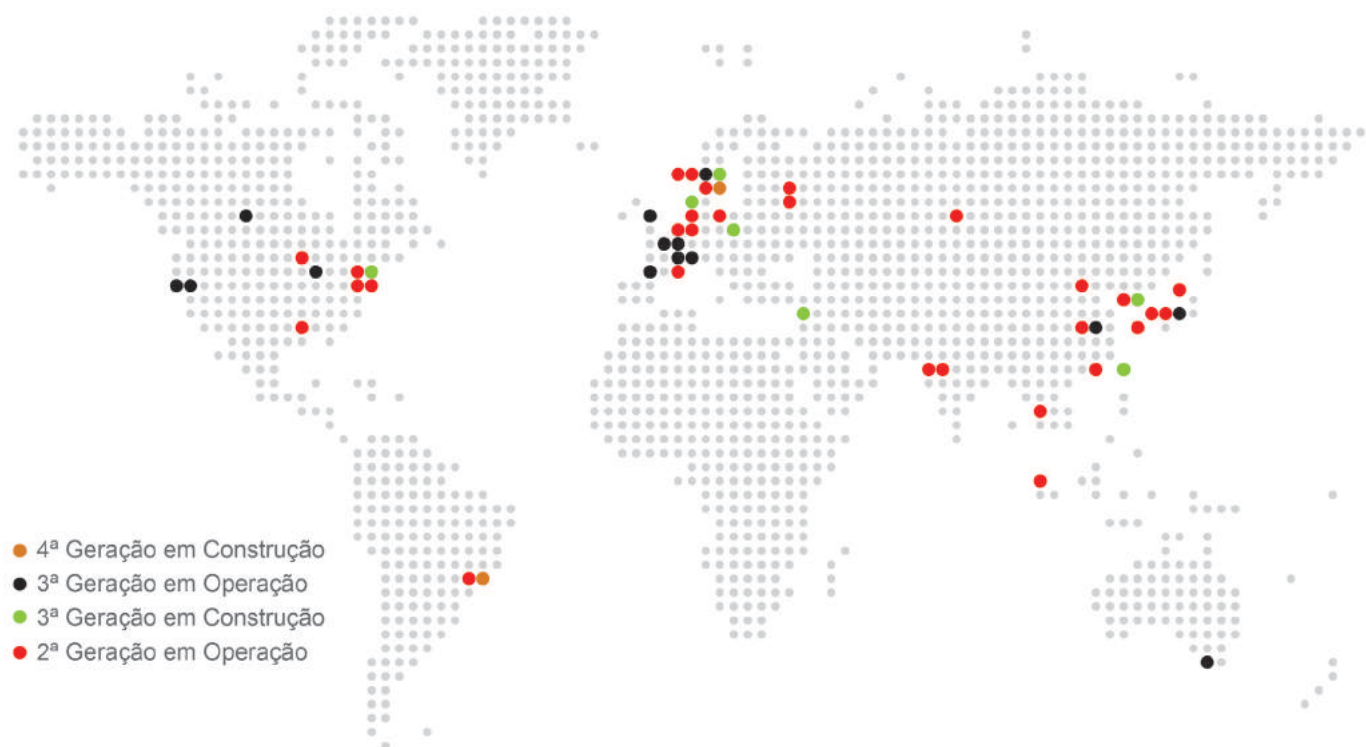 4ª Geração em Construção
3ª Geração em Operação
3ª Geração em Construção
2ª Geração em Operação